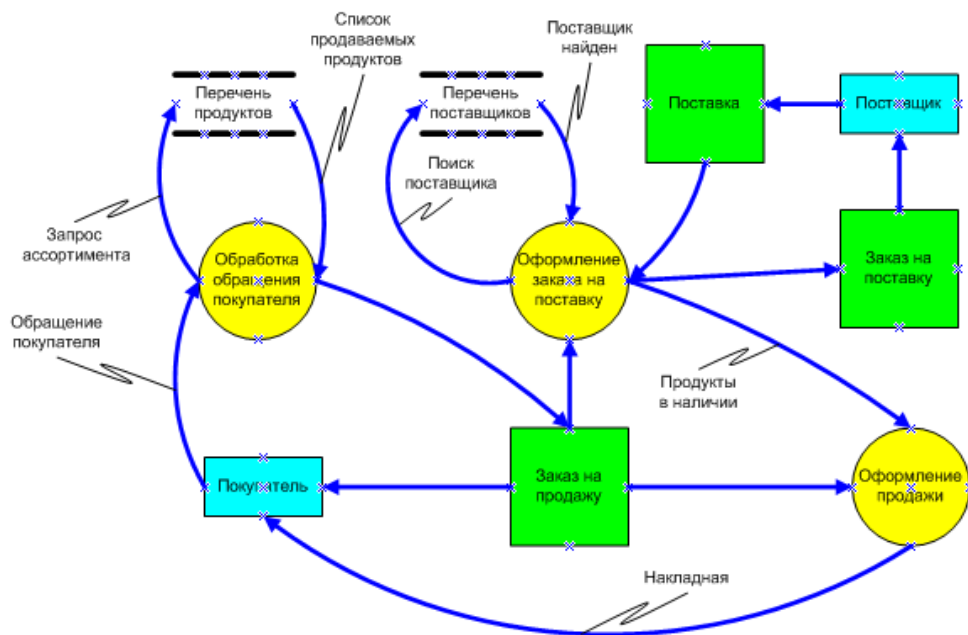 Список
продаваемых
продуктов
Поставщик
найден
Перечень
продуктов
Перечень
поставщиков
Поставка
Поставщик
Поиск
поставщика
Запрос
ассортимента
Обработка
обращения
покупателя
Оформление
заказа на
поставку
Заказ на
поставку
Обращение
покупателя
Продукты
в наличии
Покупатель
Заказ на
продажу
Оформление
продажи
Накладная